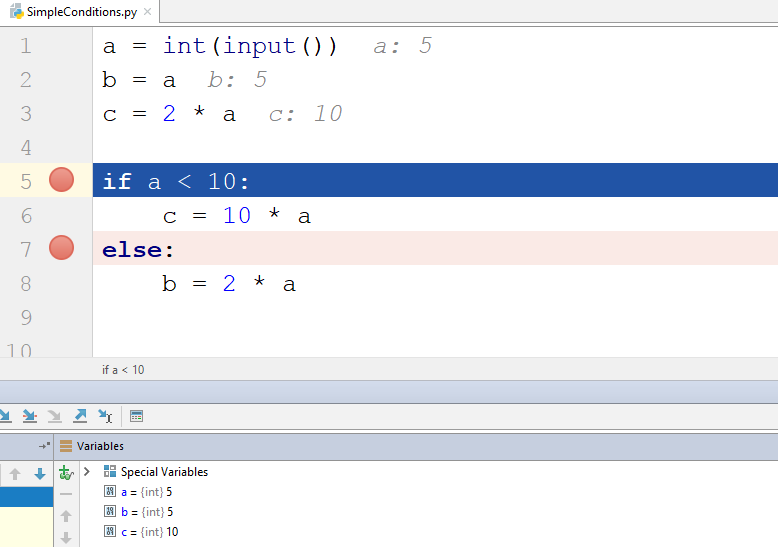 SimpleConditions.py
1 a = int(input()) a: 5
2 b = a b: 5
3 c = 2 * a c: 10
4
5 if a < 10:
6 c = 10 * a
7 else:
8 b = 2 * a
9
10
if a < 10
Variables
Special Variables
a = {int} 5
b = {int} 5
c = {int} 10